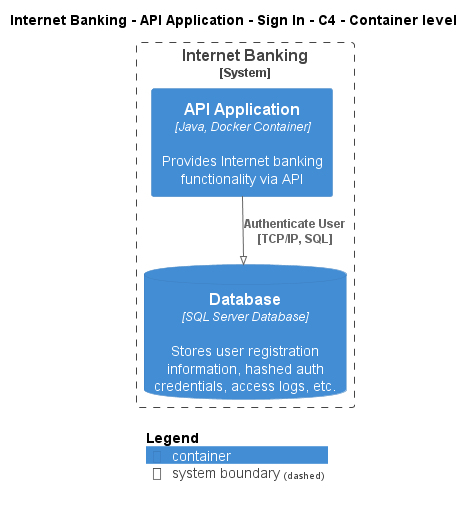 Internet Banking - API Application - Sign In - C4 - Container level
Internet Banking
[System]
API Application
[Java, Docker Container]
Provides Internet banking
functionality via API
Authenticate User
[TCP/IP, SQL]
Database
[SQL Server Database]
Stores user registration
information, hashed auth
credentials, access logs, etc.
Legend
container
system boundary (dashed)